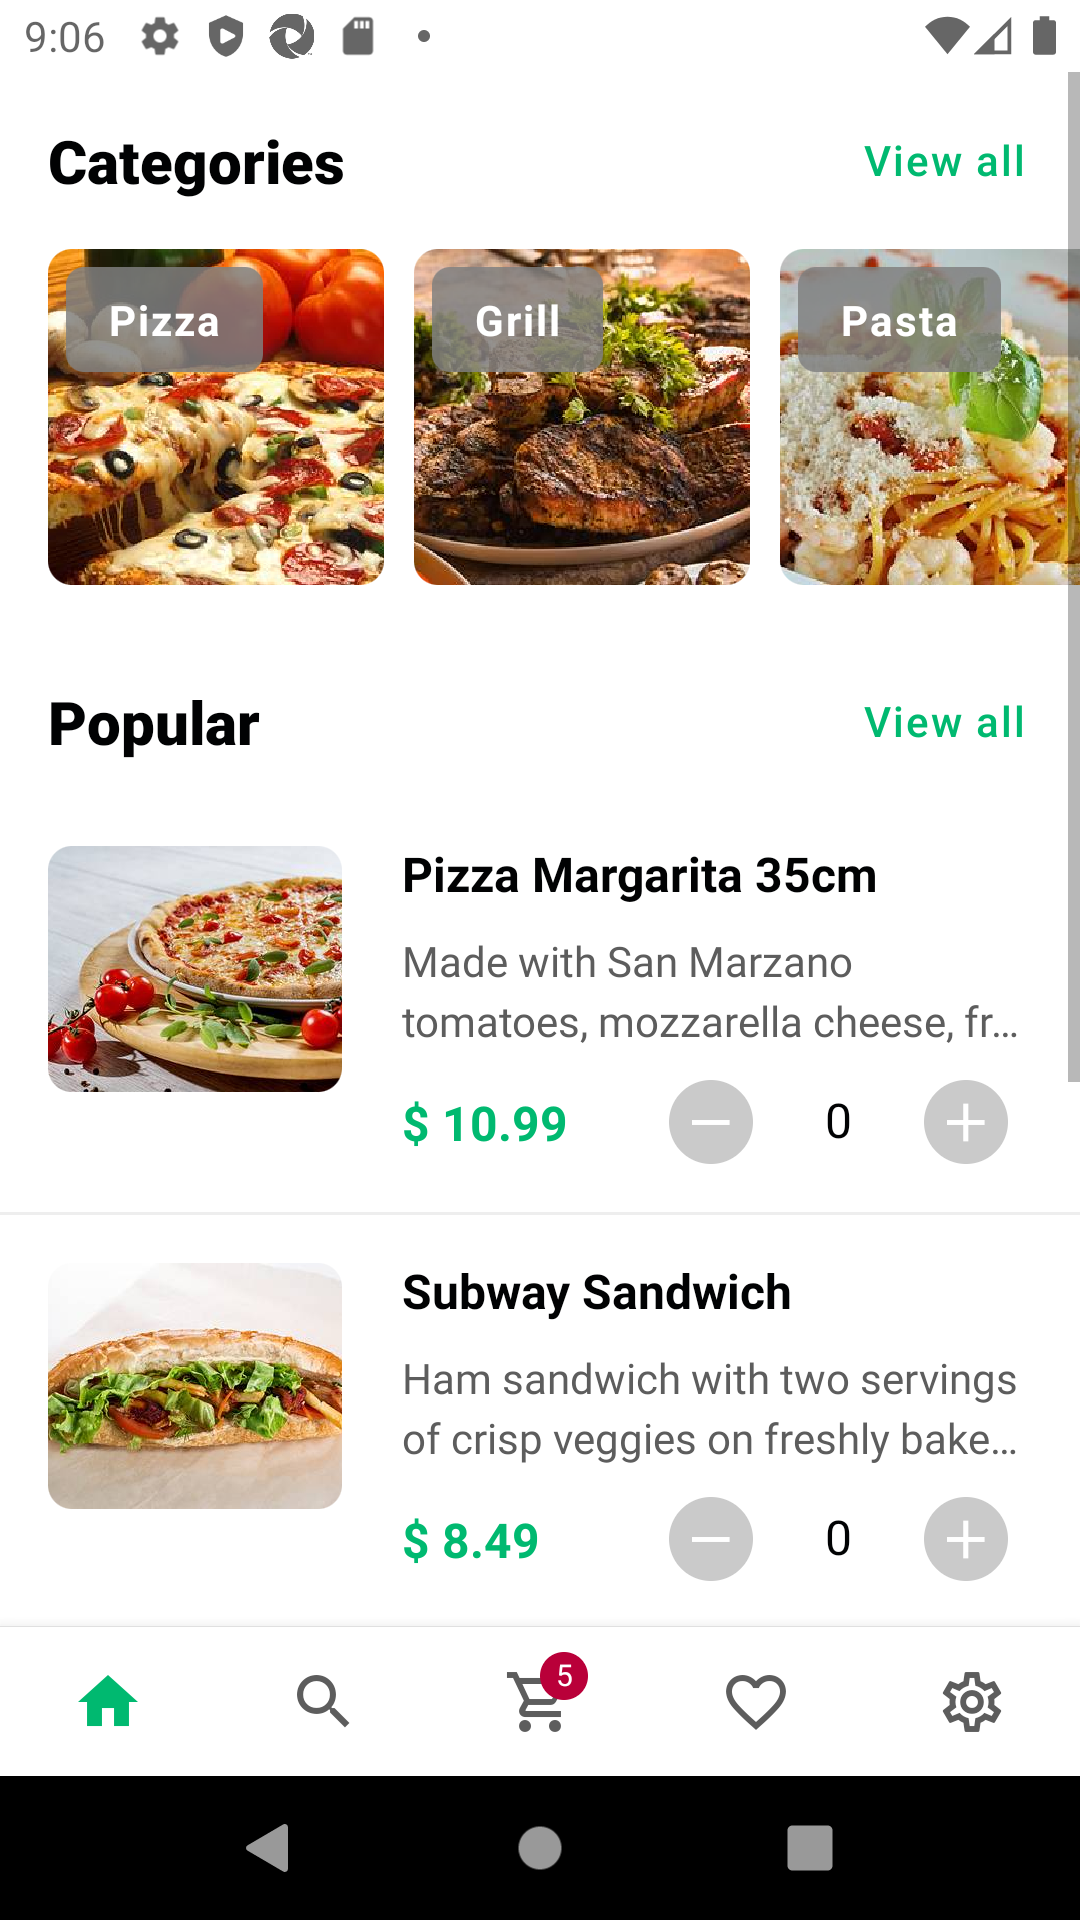 9:06
Categories
View all
Pizza
Grill
Pasta
Popular
View all
Pizza Margarita 35cm
Made with San Marzano
tomatoes, mozzarella cheese, fr...
$ 10.99
0
Subway Sandwich
Ham sandwich with two servings
of crisp veggies on freshly bake...
$ 8.49
0
5